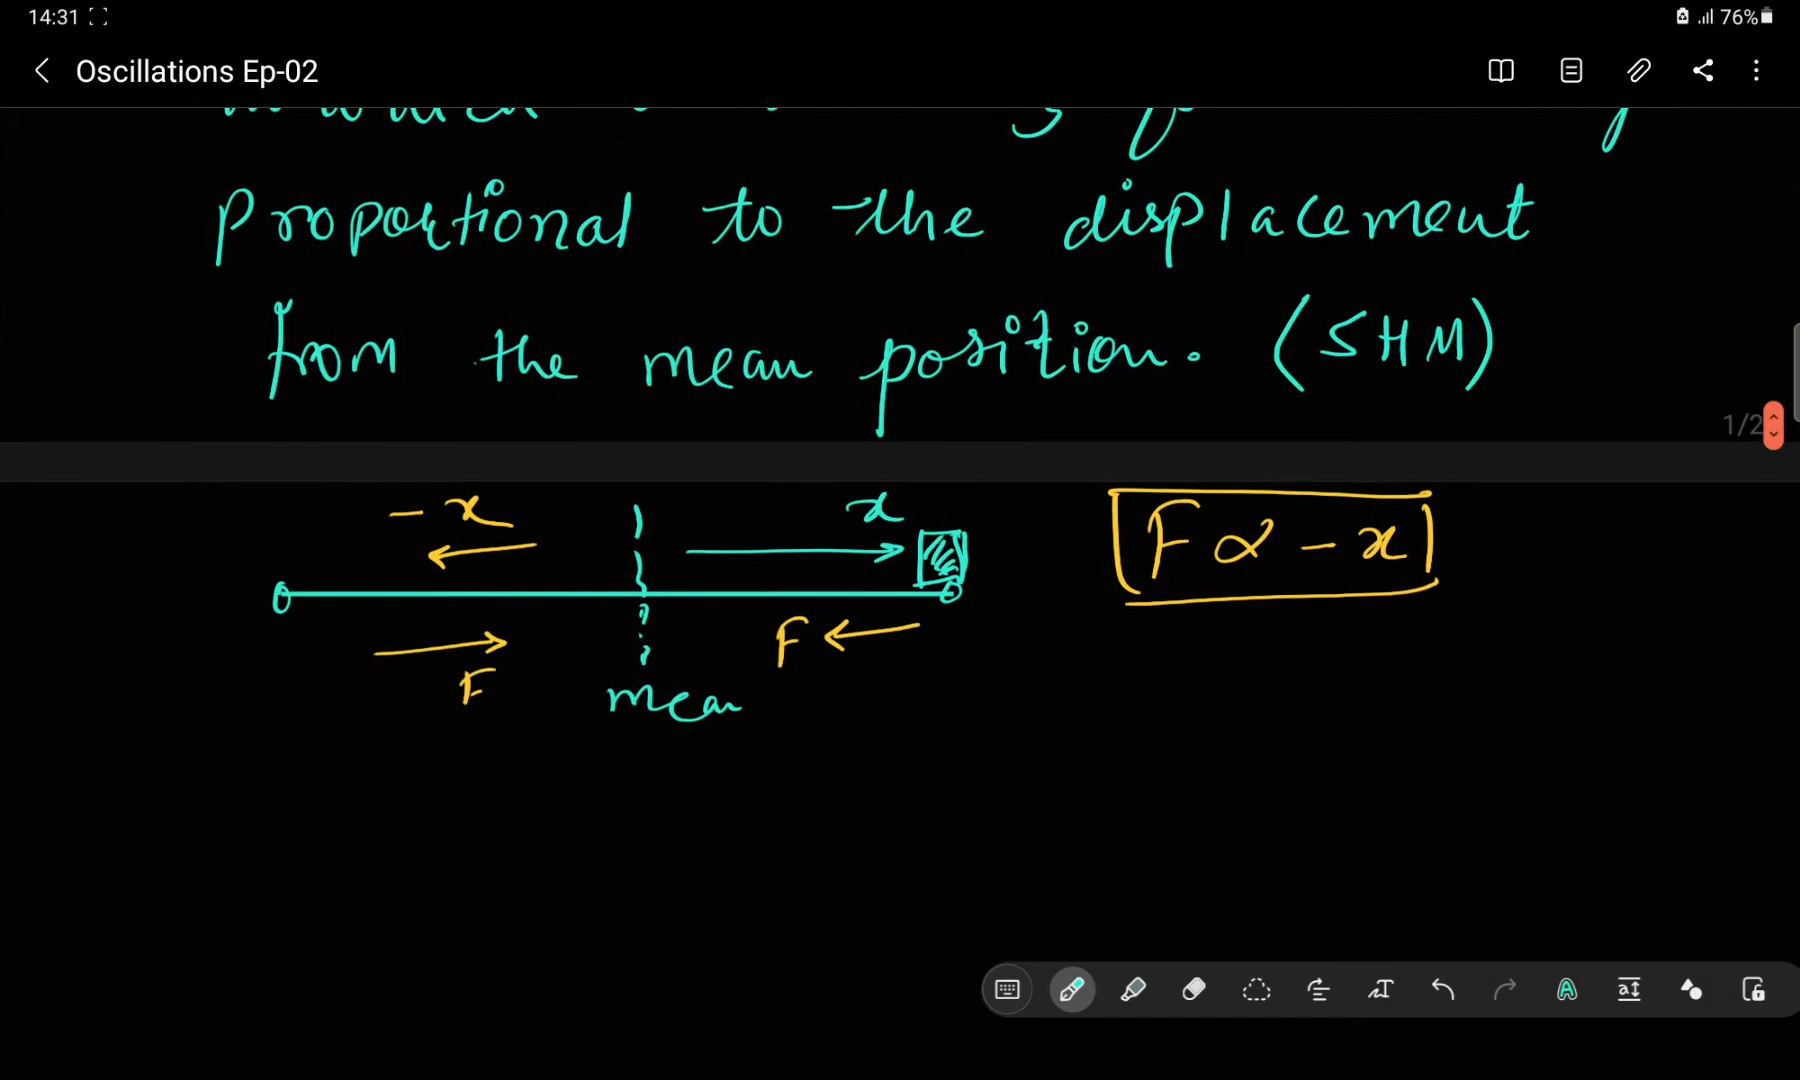 14:31 76%
Oscillations Ep-02
proportional to the displacement
from the mean position. (SHM)
1/2
- x x F α - x
F F
mean